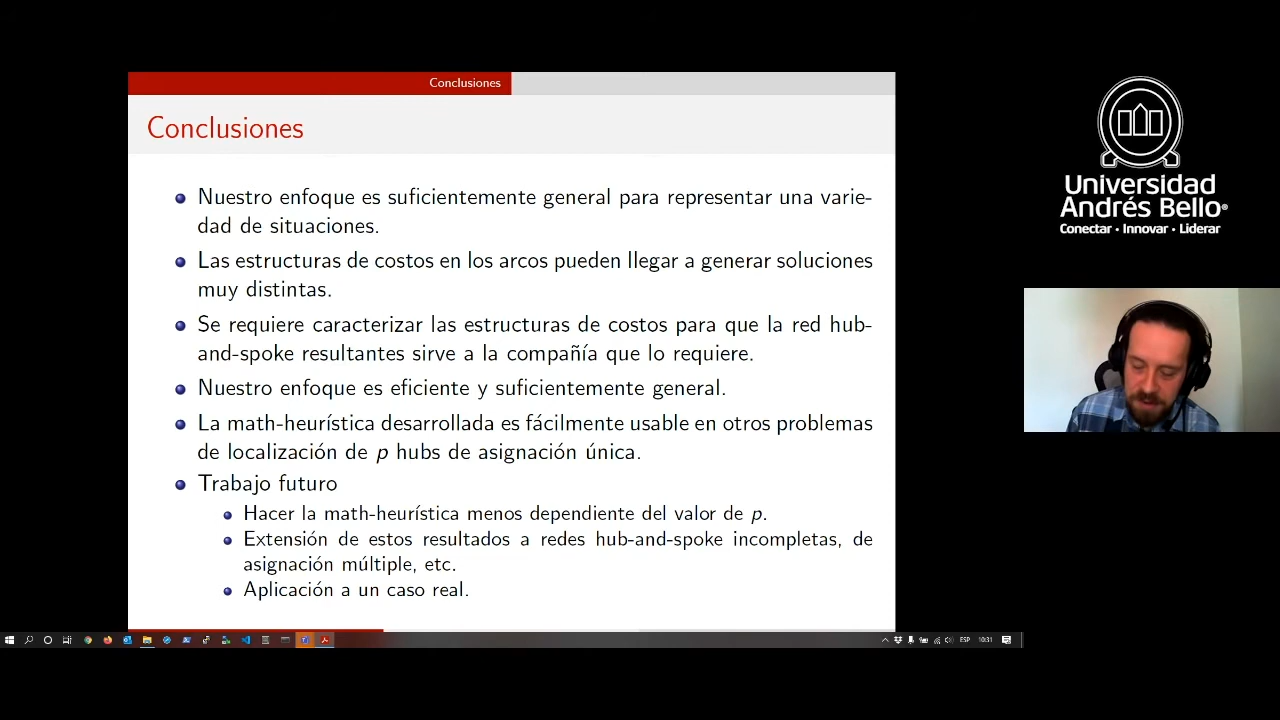 Conclusiones
Conclusiones
Nuestro enfoque es suficientemente general para representar una varie-
dad de situaciones.
Las estructuras de costos en los arcos pueden llegar a generar soluciones
muy distintas.
Se requiere caracterizar las estructuras de costos para que la red hub-
and-spoke resultantes sirve a la compañía que lo requiere.
Nuestro enfoque es eficiente y suficientemente general.
La math-heurística desarrollada es fácilmente usable en otros problemas
de localización de p hubs de asignación única.
Trabajo futuro
Hacer la math-heurística menos dependiente del valor de p.
Extensión de estos resultados a redes hub-and-spoke incompletas, de
asignación múltiple, etc.
Aplicación a un caso real.
ESP 10:31
Universidad
Andrés Bello®
Conectar • Innovar • Liderar